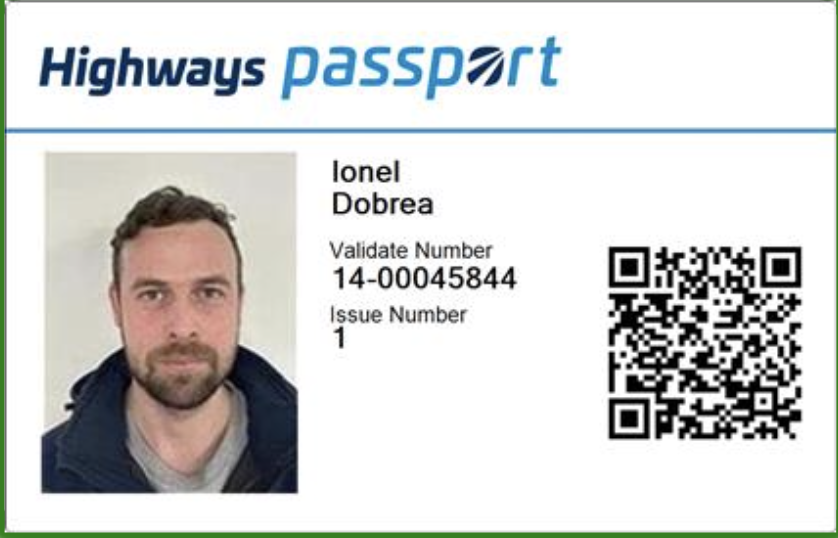 Highways passport
Ionel
Dobrea
Validate Number
14-00045844
Issue Number
1